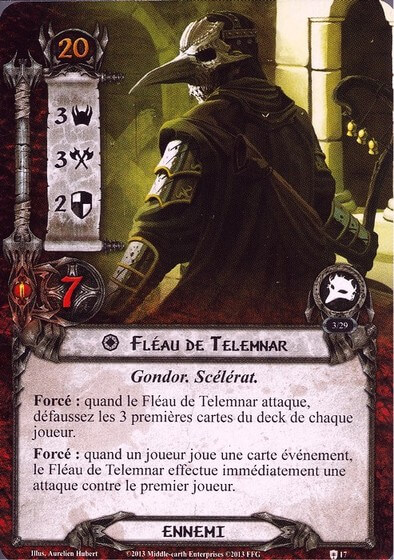 20
3
3
2
7
3/29
Fléau de Telemnar
Gondor. Scélérat.
Forcé : quand le Fléau de Telemnar attaque,
défaussez les 3 premières cartes du deck de chaque
joueur.
Forcé : quand un joueur joue une carte événement,
le Fléau de Telemnar effectue immédiatement une
attaque contre le premier joueur.
ENNEMI
Illus. Aurelien Hubert ©2013 Middle-earth Enterprises ©2013 FFG 17